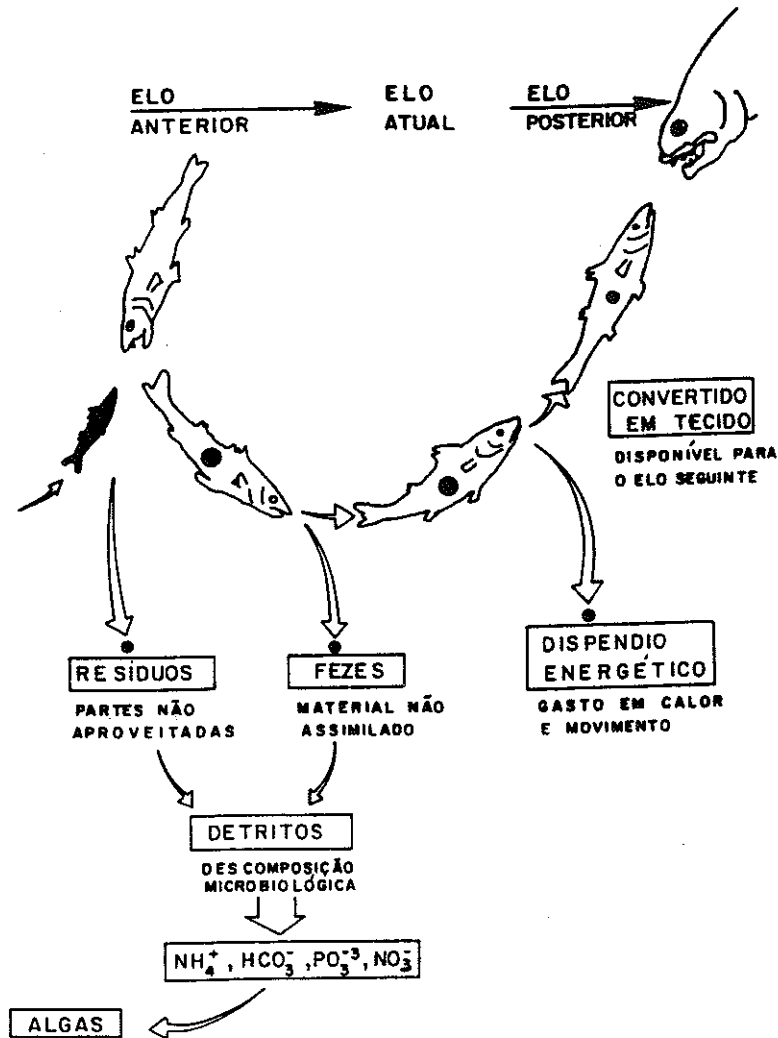 ELO
ANTERIOR
ELO
ATUAL
ELO
POSTERIOR
CONVERTIDO
EM TECIDO
DISPONÍVEL PARA
O ELO SEGUINTE
RESÍDUOS
PARTES NÃO
APROVEITADAS
FEZES
MATERIAL NÃO
ASSIMILADO
DISPENDIO
ENERGÉTICO
GASTO EM CALOR
E MOVIMENTO
DETRITOS
DESCOMPOSIÇÃO
MICROBIOLÓGICA
NH₄⁺, HCO₃⁻, PO₃⁻³, NO₃⁻
ALGAS